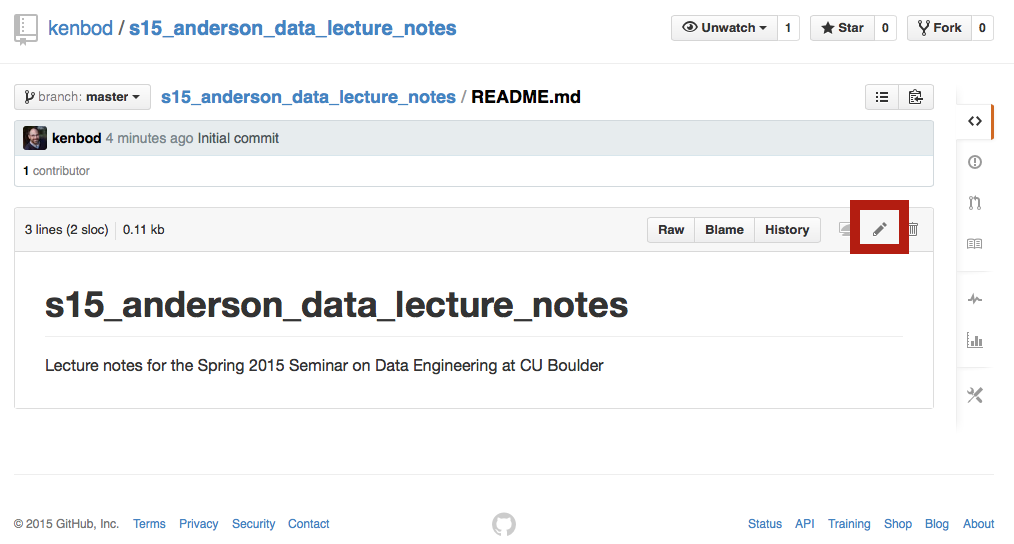 kenbod / s15_anderson_data_lecture_notes
Unwatch 1 Star 0 Fork 0
branch: master s15_anderson_data_lecture_notes / README.md
kenbod 4 minutes ago Initial commit
1 contributor
3 lines (2 sloc) 0.11 kb Raw Blame History
s15_anderson_data_lecture_notes
Lecture notes for the Spring 2015 Seminar on Data Engineering at CU Boulder
© 2015 GitHub, Inc. Terms Privacy Security Contact Status API Training Shop Blog About